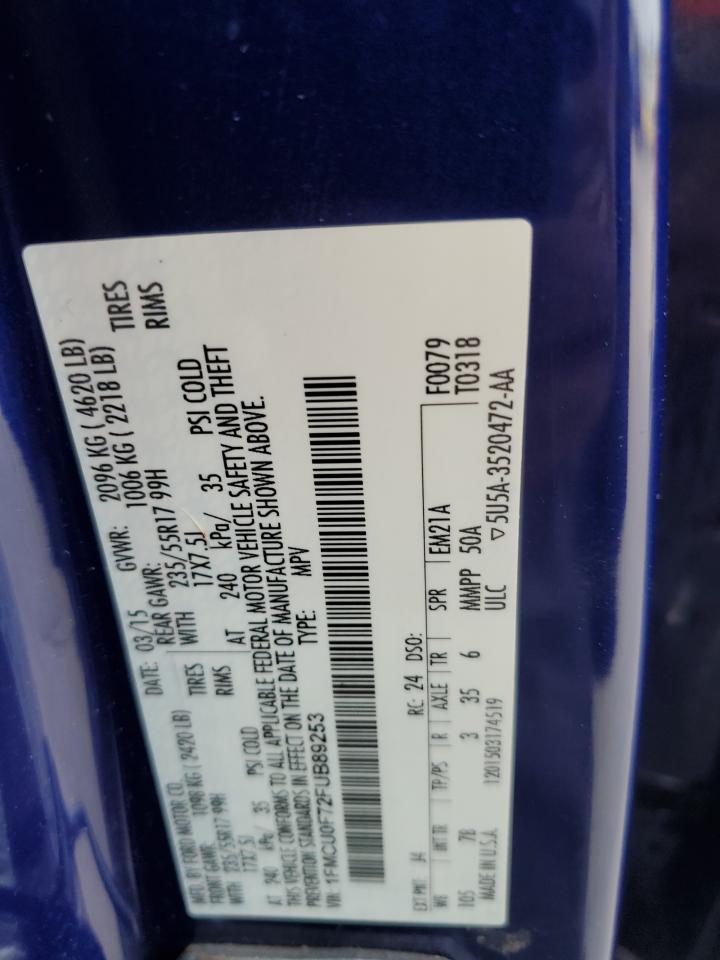 MFD. BY FORD MOTOR CO. DATE: 03/15 GVWR: 2096 KG ( 4620 LB)
FRONT GAWR: 1098 KG ( 2420 LB) REAR GAWR: 1006 KG ( 2218 LB)
WITH 235/55R17 99H TIRES WITH 235/55R17 99H TIRES
17X7.5J RIMS 17X7.5J RIMS
AT 240 kPa/ 35 PSI COLD AT 240 kPa/ 35 PSI COLD
THIS VEHICLE CONFORMS TO ALL APPLICABLE FEDERAL MOTOR VEHICLE SAFETY AND THEFT
PREVENTION STANDARDS IN EFFECT ON THE DATE OF MANUFACTURE SHOWN ABOVE.
VIN: 1FMCU0F72FUB89253 TYPE: MPV
EXT PNT: J4 RC: 24 DSO: F0079
WB INT TR TP/PS R AXLE TR SPR EM21A T0318
105 7B 3 35 6 MMPP 50A
MADE IN U.S.A. 1201503174519 ULC ▽5U5A-3520472-AA